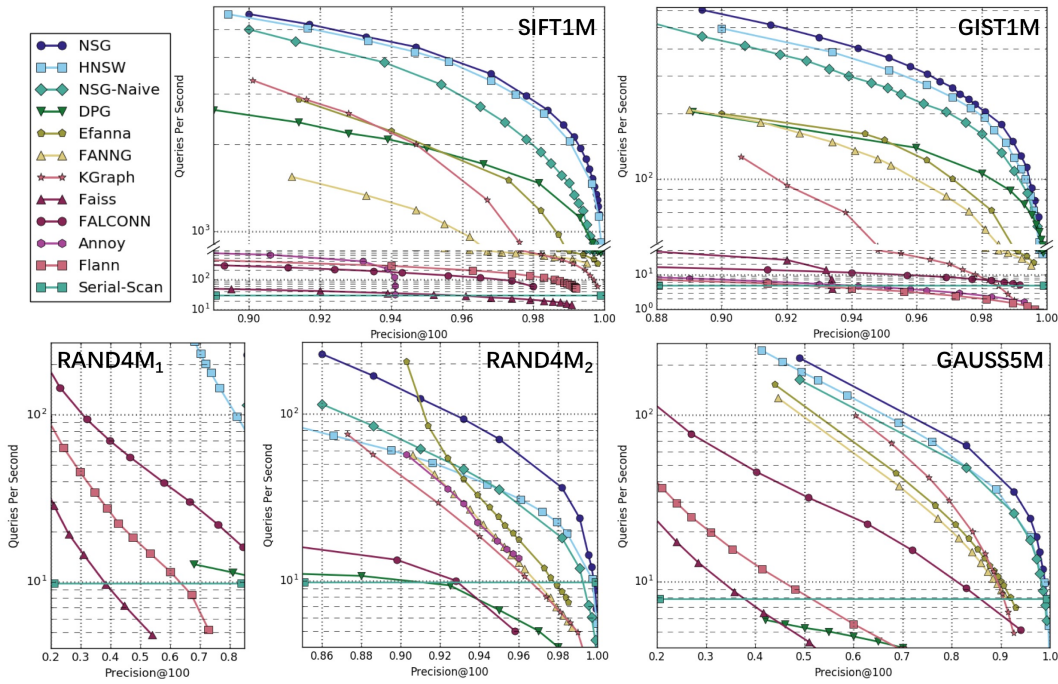 NSG
HNSW
NSG-Naive
DPG
Efanna
FANNG
KGraph
Faiss
FALCONN
Annoy
Flann
Serial-Scan
SIFT1M
Queries Per Second
10³
10²
10¹
0.90 0.92 0.94 0.96 0.98 1.00
Precision@100
GIST1M
Queries Per Second
10²
10¹
10⁰
0.88 0.90 0.92 0.94 0.96 0.98 1.00
Precision@100
RAND4M₁
Queries Per Second
10²
10¹
0.2 0.3 0.4 0.5 0.6 0.7 0.8
Precision@100
RAND4M₂
Queries Per Second
10²
10¹
0.86 0.88 0.90 0.92 0.94 0.96 0.98 1.00
Precision@100
GAUSS5M
Queries Per Second
10²
10¹
0.2 0.3 0.4 0.5 0.6 0.7 0.8 0.9 1.0
Precision@100